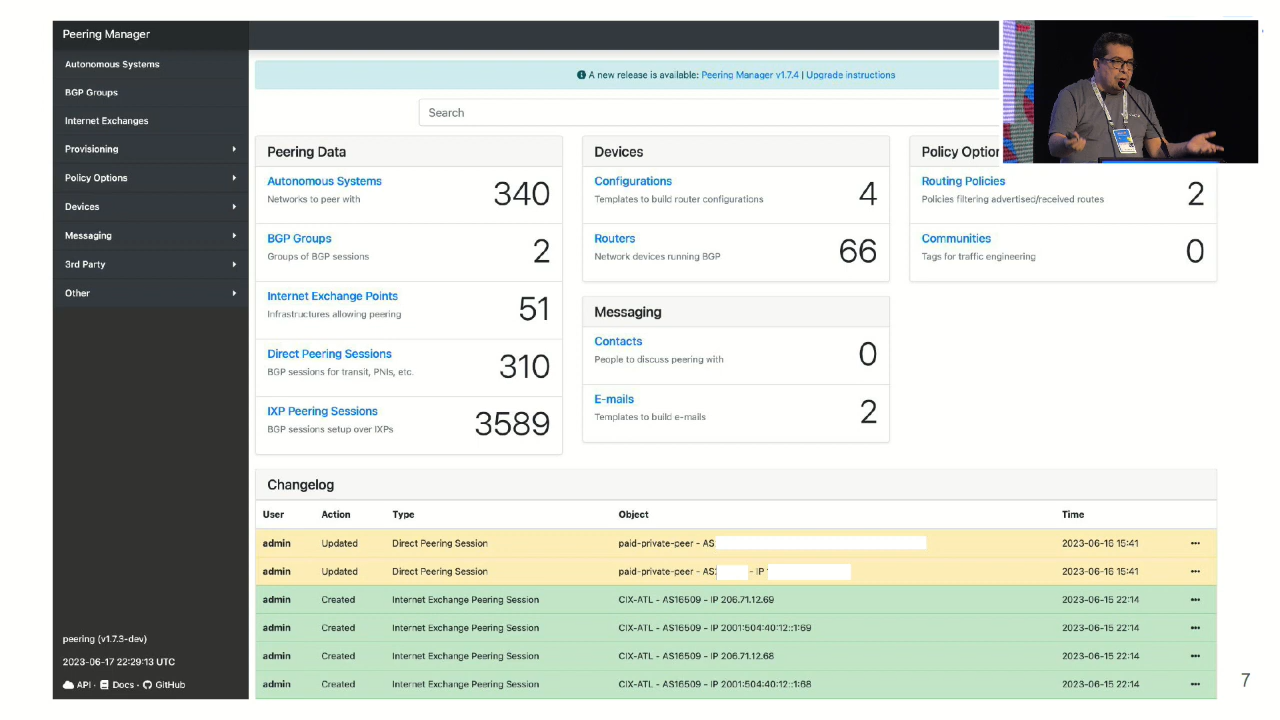 Peering Manager
Autonomous Systems
BGP Groups
Internet Exchanges
Provisioning
Policy Options
Devices
Messaging
3rd Party
Other
peering (v1.7.3-dev)
2023-06-17 22:29:13 UTC
API · Docs · GitHub
A new release is available: Peering Manager v1.7.4 | Upgrade instructions
Search
Peering Data
Autonomous Systems
Networks to peer with
340
BGP Groups
Groups of BGP sessions
2
Internet Exchange Points
Infrastructures allowing peering
51
Direct Peering Sessions
BGP sessions for transit, PNIs, etc.
310
IXP Peering Sessions
BGP sessions setup over IXPs
3589
Devices
Configurations
Templates to build router configurations
4
Routers
Network devices running BGP
66
Messaging
Contacts
People to discuss peering with
0
E-mails
Templates to build e-mails
2
Policy Option
Routing Policies
Policies filtering advertised/received routes
2
Communities
Tags for traffic engineering
0
Changelog
User Action Type Object Time
admin Updated Direct Peering Session paid-private-peer - AS 2023-06-16 15:41 •••
admin Updated Direct Peering Session paid-private-peer - AS - IP 2023-06-16 15:41 •••
admin Created Internet Exchange Peering Session CIX-ATL - AS16509 - IP 206.71.12.69 2023-06-15 22:14 •••
admin Created Internet Exchange Peering Session CIX-ATL - AS16509 - IP 2001:504:40:12::1:69 2023-06-15 22:14 •••
admin Created Internet Exchange Peering Session CIX-ATL - AS16509 - IP 206.71.12.68 2023-06-15 22:14 •••
admin Created Internet Exchange Peering Session CIX-ATL - AS16509 - IP 2001:504:40:12::1:68 2023-06-15 22:14 •••
7